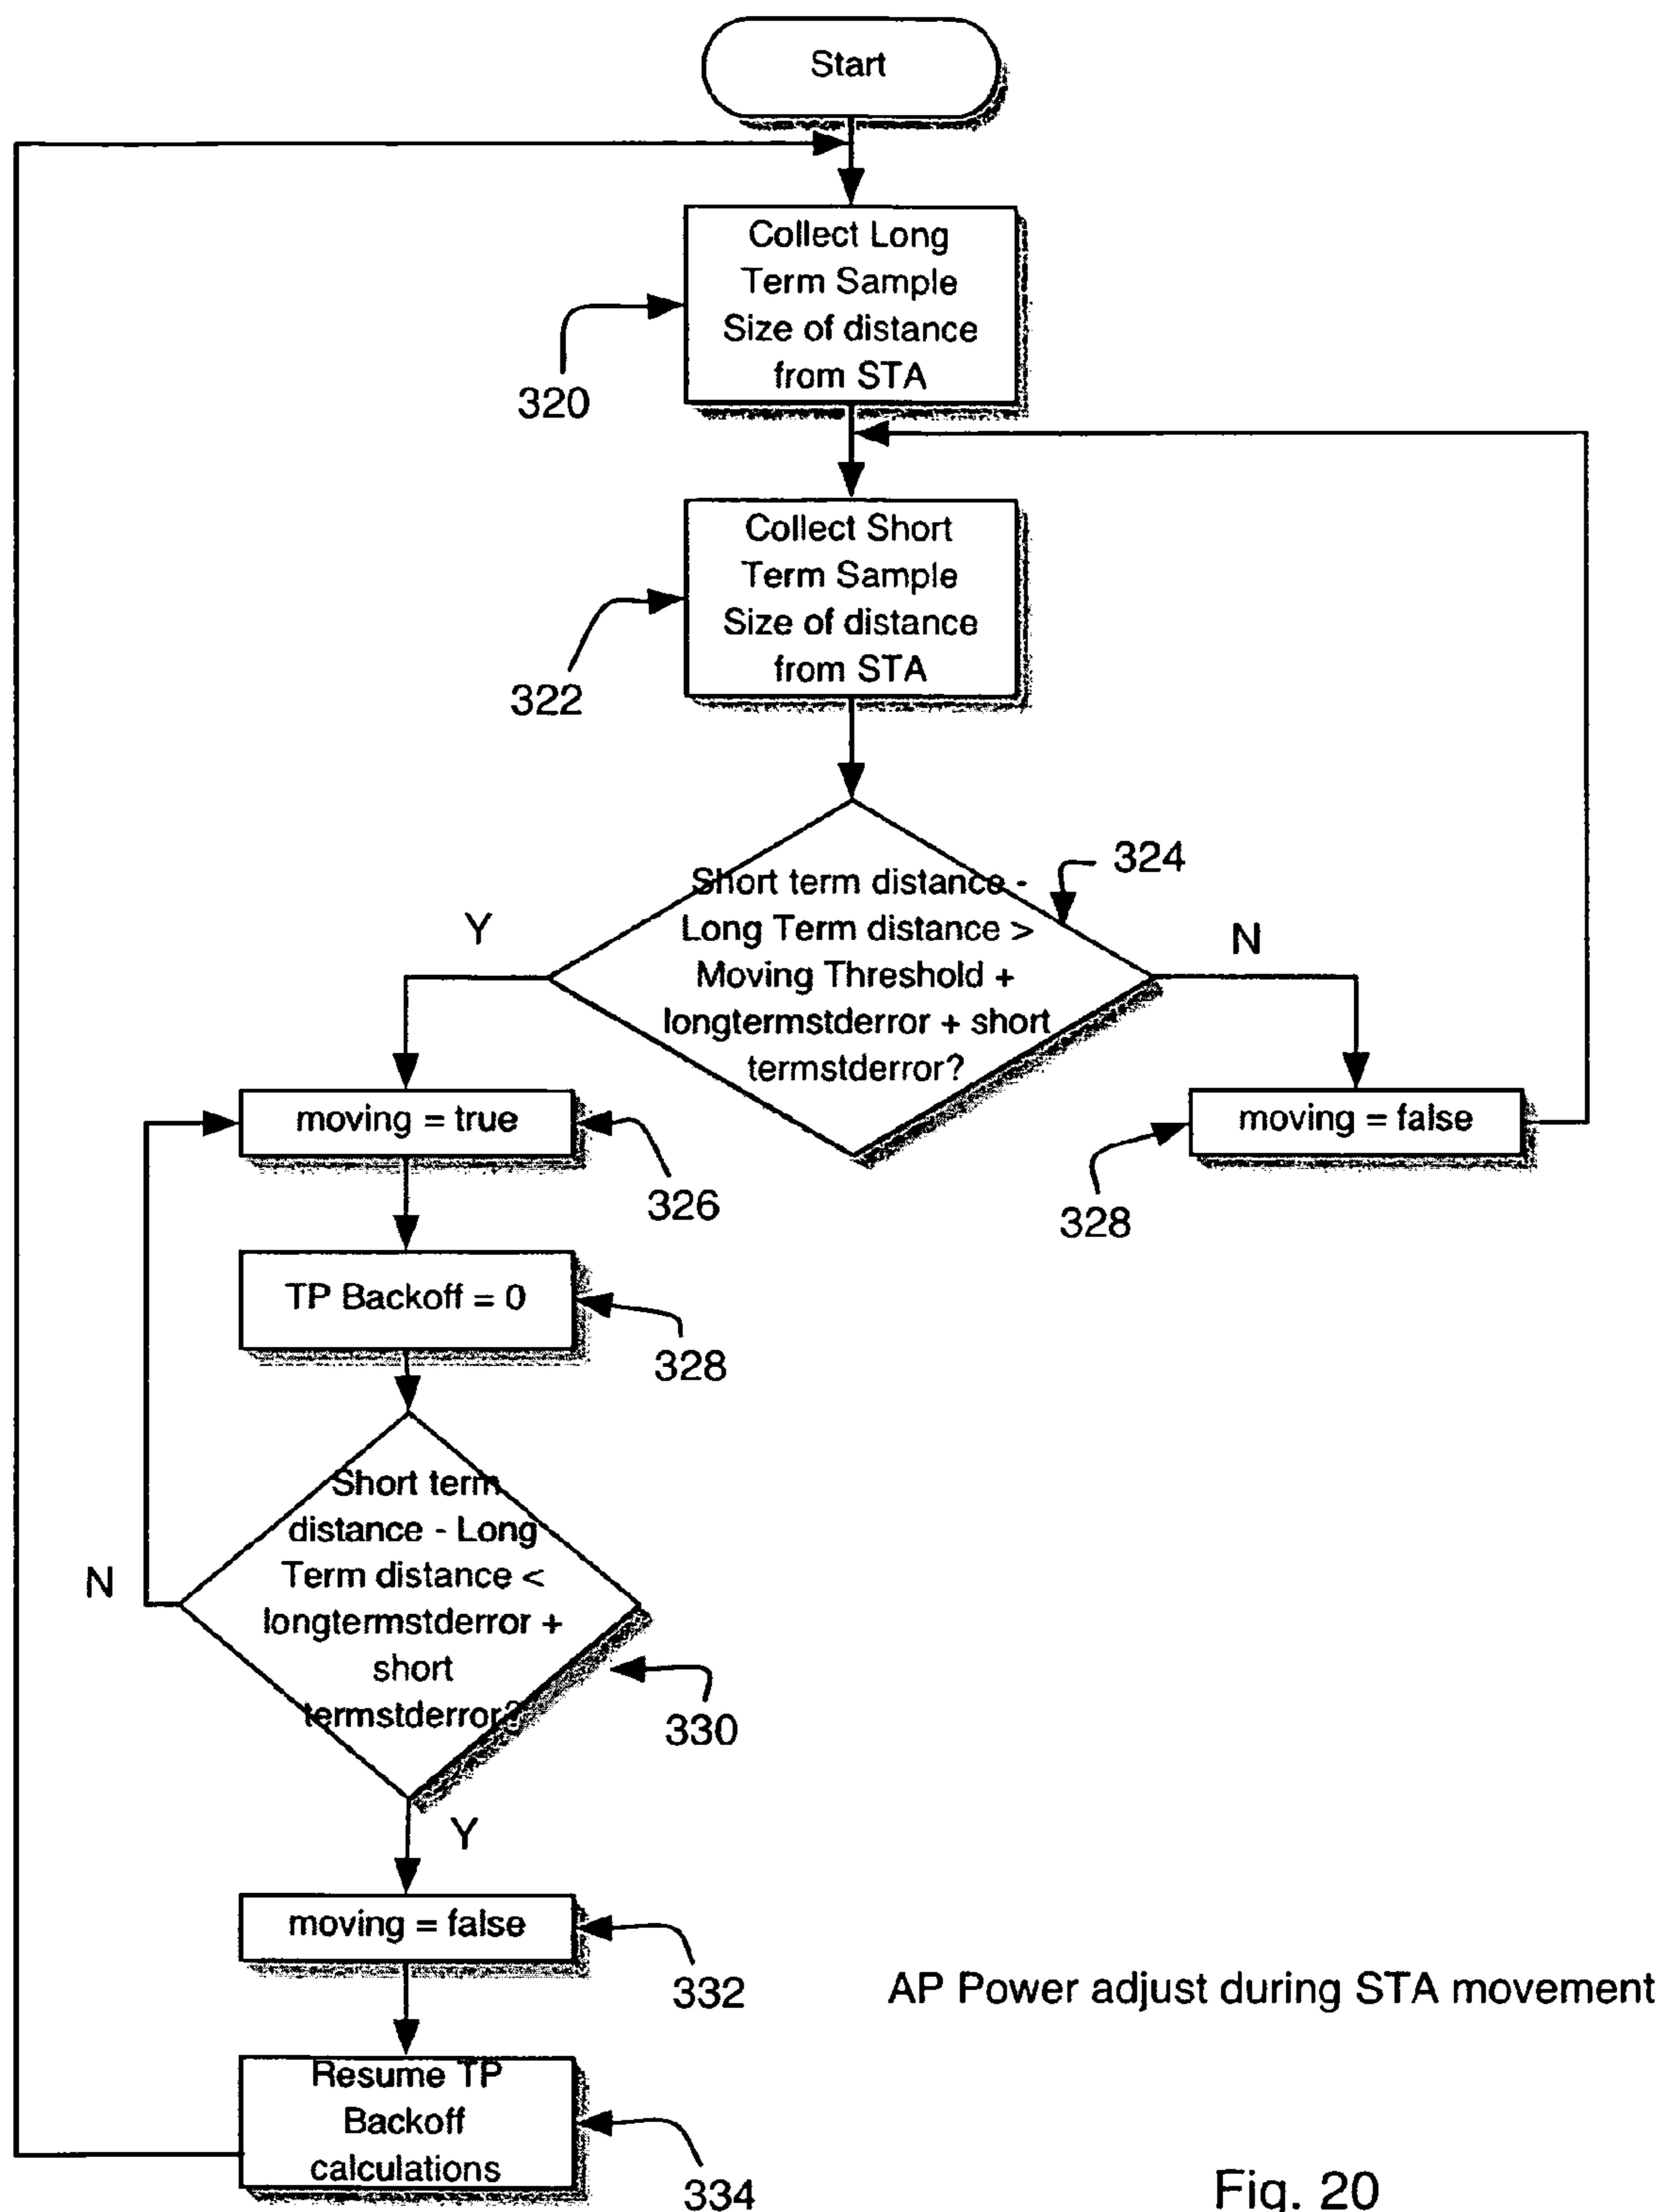 Start
Collect Long
Term Sample
Size of distance
from STA
320
Collect Short
Term Sample
Size of distance
from STA
322
Short term distance -
Long Term distance >
Moving Threshold +
longtermstderror + short
termstderror?
324
Y
N
moving = true
326
moving = false
328
TP Backoff = 0
328
Short term
distance - Long
Term distance <
longtermstderror +
short
termstderror?
330
N
Y
moving = false
332
AP Power adjust during STA movement
Resume TP
Backoff
calculations
334
Fig. 20